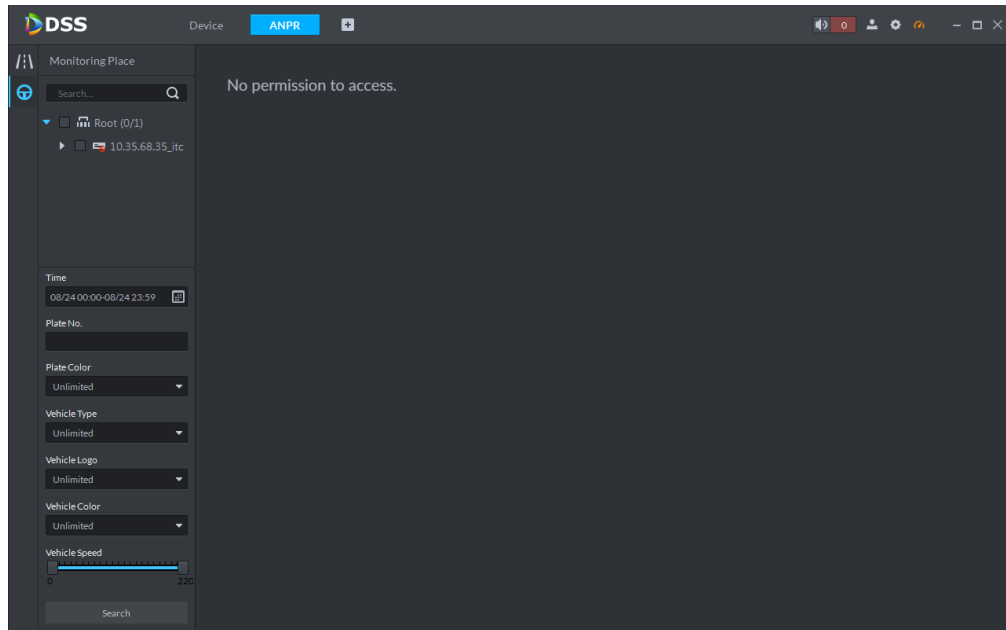 DSS
Device
ANPR
0
Monitoring Place
Search...
No permission to access.
Root (0/1)
10.35.68.35_itc
Time
08/24 00:00-08/24 23:59
Plate No.
Plate Color
Unlimited
Vehicle Type
Unlimited
Vehicle Logo
Unlimited
Vehicle Color
Unlimited
Vehicle Speed
0 220
Search